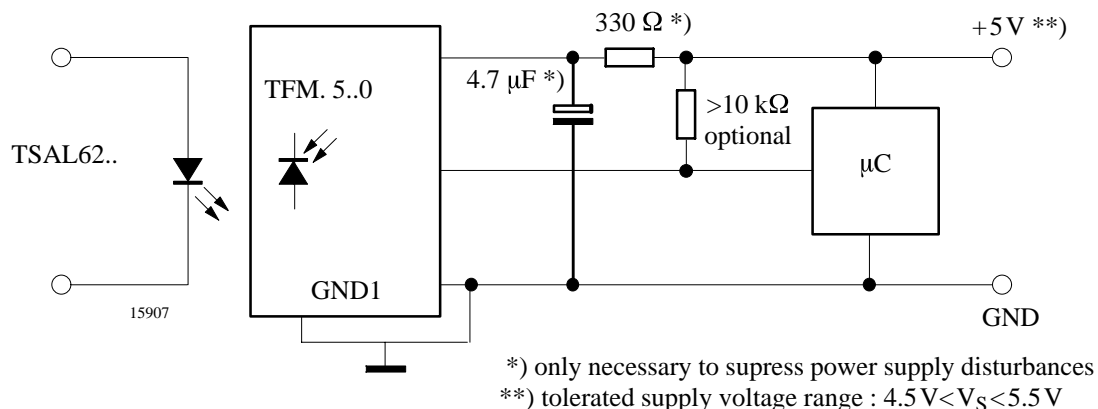 330 Ω *)
+5V **)
4.7 µF *)
TFM. 5..0
>10 kΩ
optional
TSAL62..
µC
GND1
15907
GND
*) only necessary to supress power supply disturbances
**) tolerated supply voltage range : 4.5V<VS<5.5V